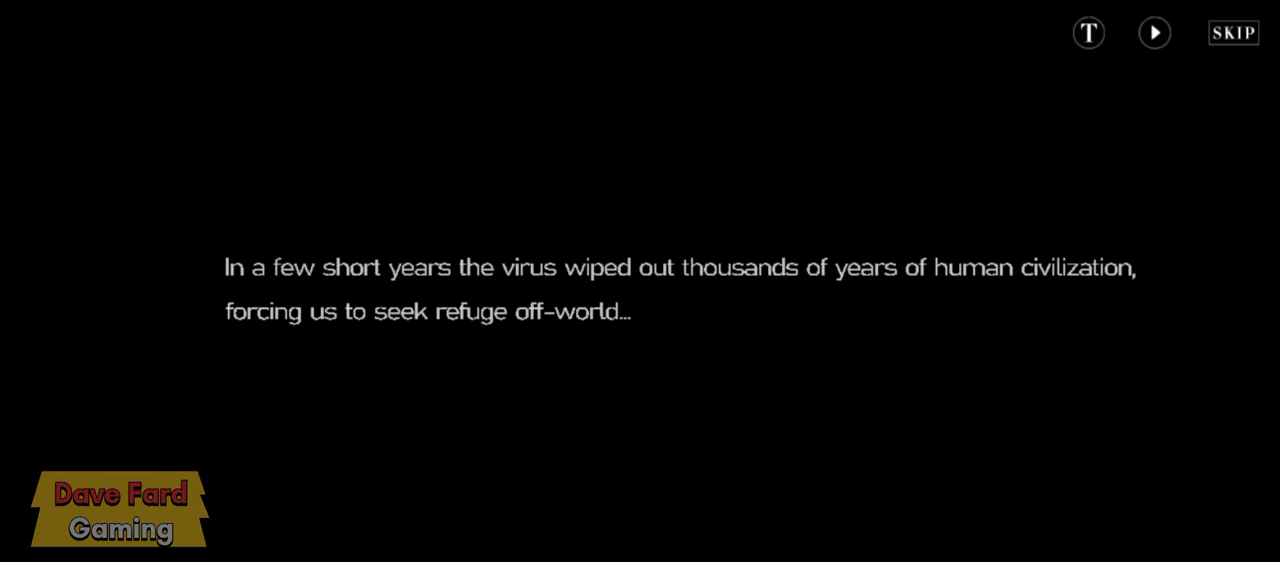 T
SKIP
In a few short years the virus wiped out thousands of years of human civilization,
forcing us to seek refuge off-world...
Dave Fard
Gaming